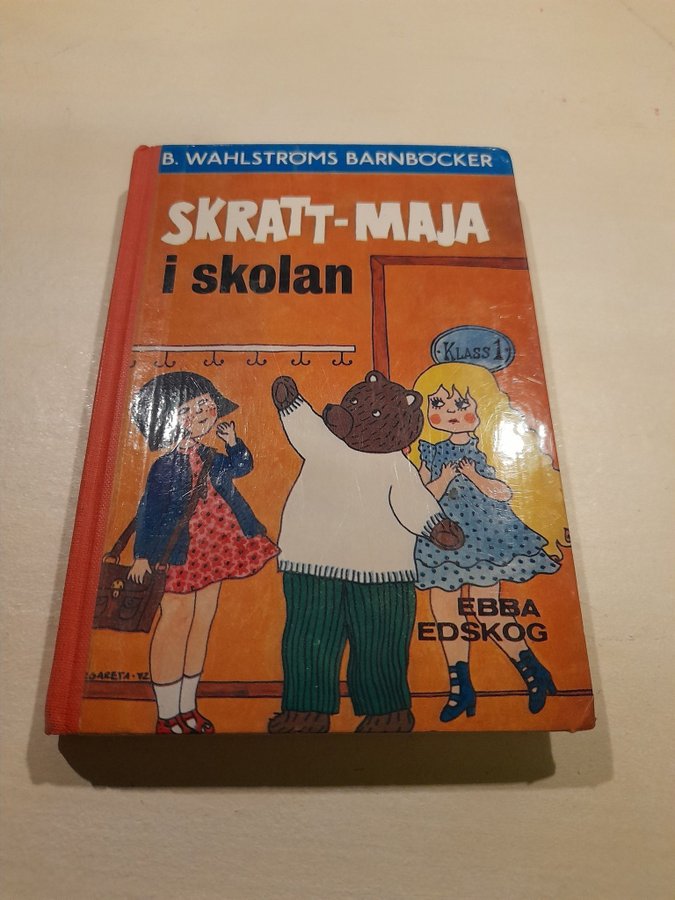 B. WAHLSTRÖMS BARNBÖCKER
SKRATT-MAJA
i skolan
KLASS 1
EBBA
EDSKOG